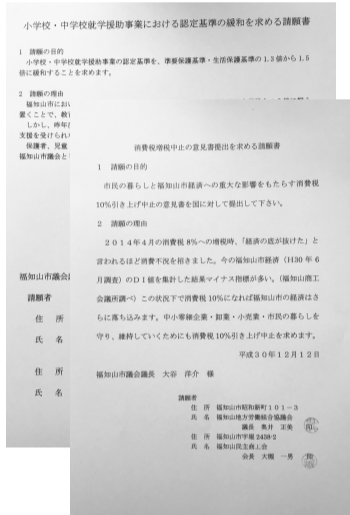 小学校・中学校就学援助事業における認定基準の緩和を求める請願書
1 請願の目的
小学校・中学校就学援助事業の認定基準を、準要保護基準・生活保護基準の1.3倍から1.5
倍に緩和することを求めます。
2 請願の理由
福知山市におい
置くことで、教育
しかし、昨年
支援を受けられ
保護者、児童
福知山市議会と
福知山市議会
請願者
住 所
氏 名
住 所
氏 名
消費税増税中止の意見書提出を求める請願書
1 請願の目的
市民の暮らしと福知山市経済への重大な影響をもたらす消費税
10%引き上げ中止の意見書を国に対して提出して下さい。
2 請願の理由
2014年4月の消費税8%への増税時、「経済の底が抜けた」と
言われるほど消費不況を招きました。今の福知山市経済（H30年6
月調査）のDI値を集計した結果マイナス指標が多い。（福知山商工
会議所調べ）この状況下で消費税10%になれば福知山市の経済はさ
らに落ち込みます。中小零細企業・卸業・小売業・市民の暮らしを
守り、維持していくためにも消費税10%引き上げ中止を求めます。
平成30年12月12日
福知山市議会議長 大谷 洋介 様
請願者
住 所 福知山市昭和新町101－3
氏 名 福知山地方労働組合協議会
議長 奥井 正美
住 所 福知山市字堀2438-2
氏 名 福知山民主商工会
会長 大槻 一男